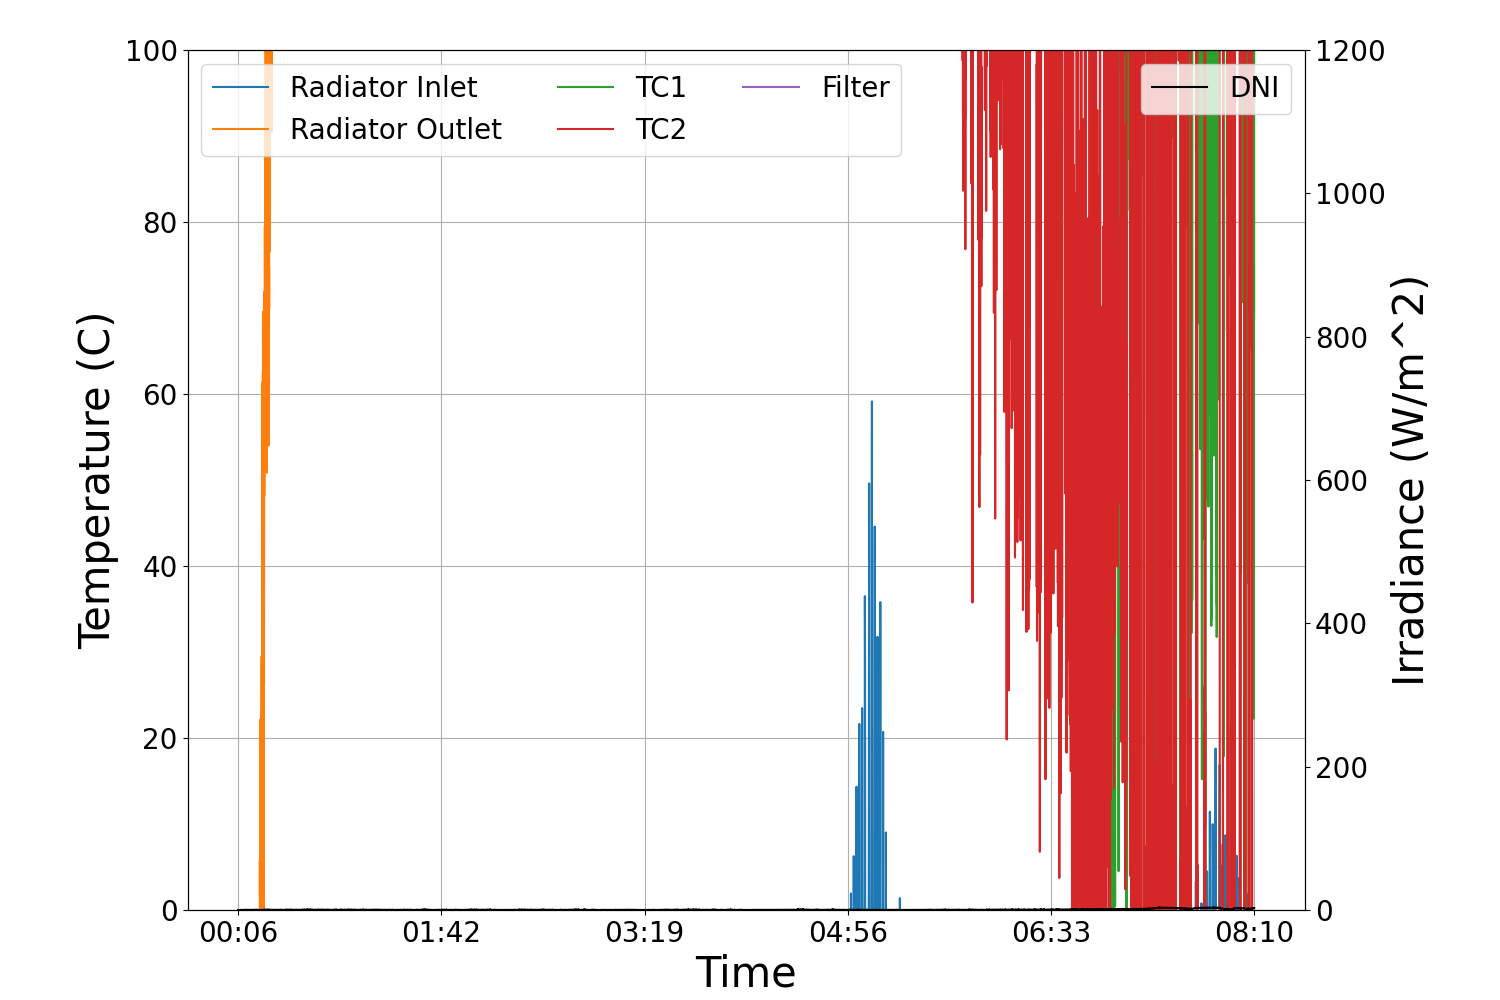 100
80
60
40
20
0
Temperature (C)
Radiator Inlet
Radiator Outlet
TC1
TC2
Filter
DNI
1200
1000
800
600
400
200
0
Irradiance (W/m^2)
00:06 01:42 03:19 04:56 06:33 08:10
Time